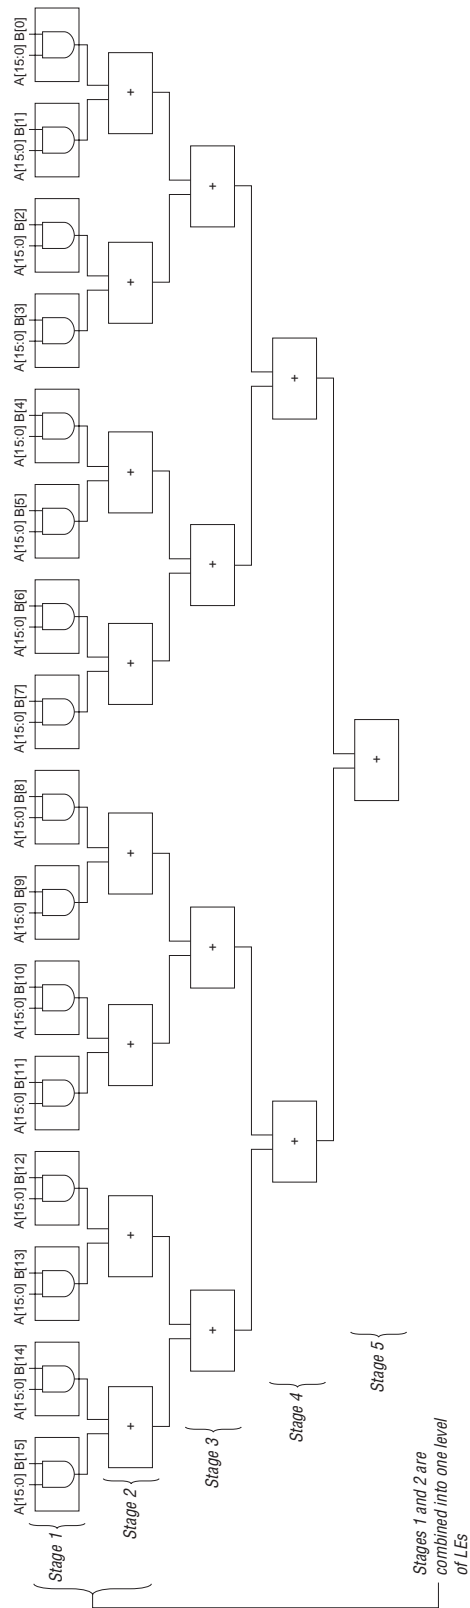 A[15:0] B[15]
A[15:0] B[14]
A[15:0] B[13]
A[15:0] B[12]
A[15:0] B[11]
A[15:0] B[10]
A[15:0] B[9]
A[15:0] B[8]
A[15:0] B[7]
A[15:0] B[6]
A[15:0] B[5]
A[15:0] B[4]
A[15:0] B[3]
A[15:0] B[2]
A[15:0] B[1]
A[15:0] B[0]
Stage 1
Stage 2
+
+
+
+
+
+
+
+
Stage 3
+
+
+
+
Stage 4
+
+
Stage 5
+
Stages 1 and 2 are
combined into one level
of LEs